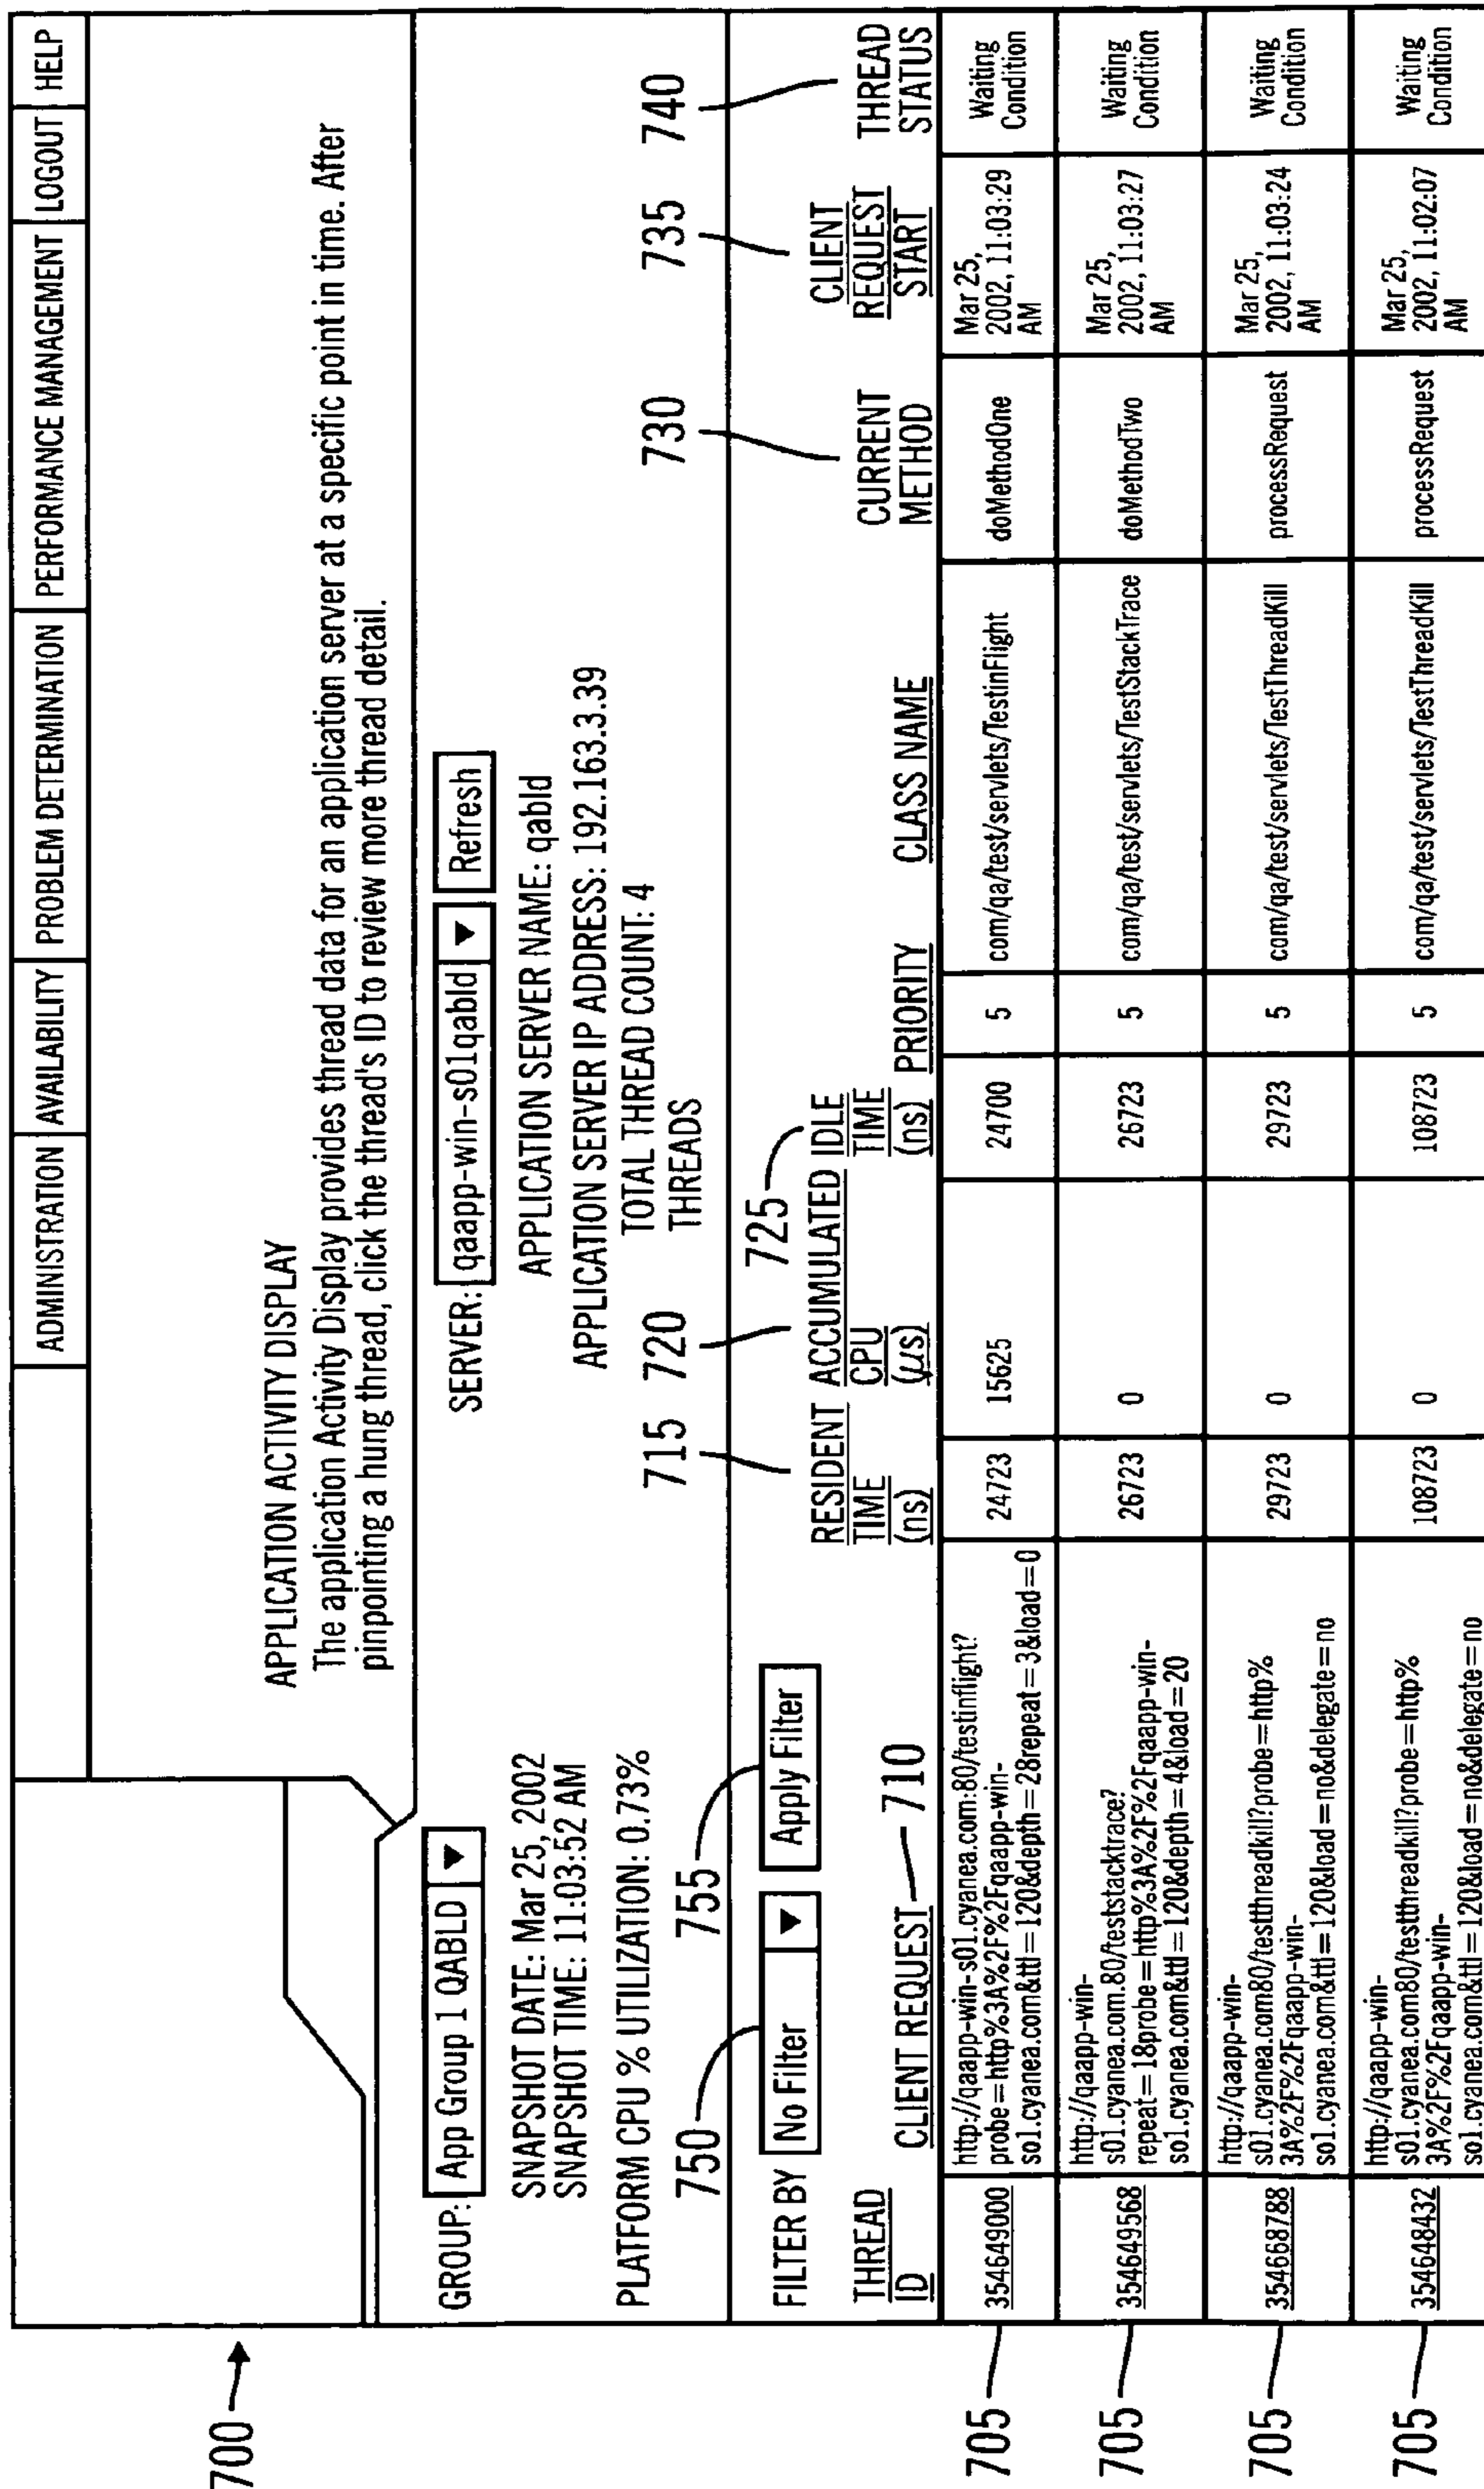 700
ADMINISTRATION AVAILABILITY PROBLEM DETERMINATION PERFORMANCE MANAGEMENT LOGOUT HELP
APPLICATION ACTIVITY DISPLAY
The application Activity Display provides thread data for an application server at a specific point in time. After
pinpointing a hung thread, click the thread's ID to review more thread detail.
GROUP: App Group 1 QABLD ▼ SERVER: qaapp-win-s01qabld ▼ Refresh
SNAPSHOT DATE: Mar 25, 2002
SNAPSHOT TIME: 11:03:52 AM
APPLICATION SERVER NAME: qabld
APPLICATION SERVER IP ADDRESS: 192.163.3.39
PLATFORM CPU % UTILIZATION: 0.73%
TOTAL THREAD COUNT: 4
THREADS
750 755 715 720 725 730 735 740
FILTER BY No Filter ▼ Apply Filter
THREAD
ID
CLIENT REQUEST 710
RESIDENT
TIME
(ns)
ACCUMULATED
CPU
(μs)
IDLE
TIME
(ns)
PRIORITY
CLASS NAME
CURRENT
METHOD
CLIENT
REQUEST
START
THREAD
STATUS
705
354649000
http://qaapp-win-s01.cyanea.com:80/testinflight?
probe=http%3A%2F%2Fqaapp-win-
so1.cyanea.com&ttl=120&depth=28repeat=3&load=0
24723
15625
24700
5
com/qa/test/servlets/TestinFlight
doMethodOne
Mar 25,
2002, 11:03:29
AM
Waiting
Condition
705
354649568
http://qaapp-win-
s01.cyanea.com.80/teststacktrace?
repeat=18probe=http%3A%2F%2Fqaapp-win-
so1.cyanea.com&ttl=120&depth=4&load=20
26723
0
26723
5
com/qa/test/servlets/TestStackTrace
doMethodTwo
Mar 25,
2002, 11:03:27
AM
Waiting
Condition
705
354668788
http://qaapp-win-
s01.cyanea.com80/testthreadkill?probe=http%
3A%2F%2Fqaapp-win-
so1.cyanea.com&ttl=120&load=no&delegate=no
29723
0
29723
5
com/qa/test/servlets/TestThreadKill
processRequest
Mar 25,
2002, 11:03:24
AM
Waiting
Condition
705
354648432
http://qaapp-win-
s01.cyanea.com80/testthreadkill?probe=http%
3A%2F%2Fqaapp-win-
so1.cyanea.com&ttl=120&load=no&delegate=no
108723
0
108723
5
com/qa/test/servlets/TestThreadKill
processRequest
Mar 25,
2002, 11:02:07
AM
Waiting
Condition